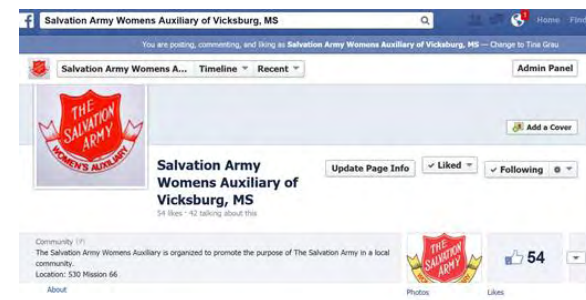 Salvation Army Womens Auxiliary of Vicksburg, MS
Home Find
You are posting, commenting, and liking as Salvation Army Womens Auxiliary of Vicksburg, MS — Change to Tina Grau
Salvation Army Womens A... Timeline Recent Admin Panel
THE
SALVATION
ARMY
WOMEN'S AUXILIARY
Add a Cover
Salvation Army
Womens Auxiliary of
Vicksburg, MS
Update Page Info Liked Following
54 likes · 42 talking about this
Community [?]
The Salvation Army Womens Auxiliary is organized to promote the purpose of The Salvation Army in a local
community.
Location: 530 Mission 66
About
THE
SALVATION
ARMY
54
Photos Likes